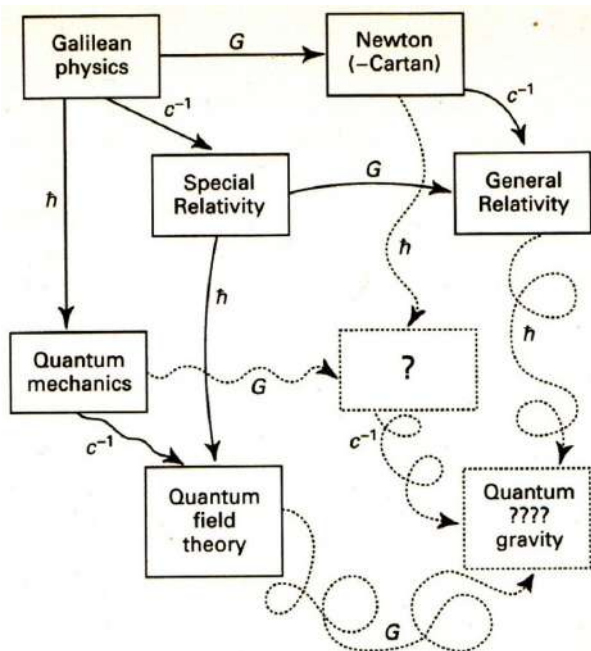 Galilean
physics
G
Newton
(–Cartan)
c⁻¹
c⁻¹
Special
Relativity
G
General
Relativity
ħ
ħ
ħ
ħ
Quantum
mechanics
G
?
c⁻¹
c⁻¹
Quantum
field
theory
Quantum
????
gravity
G